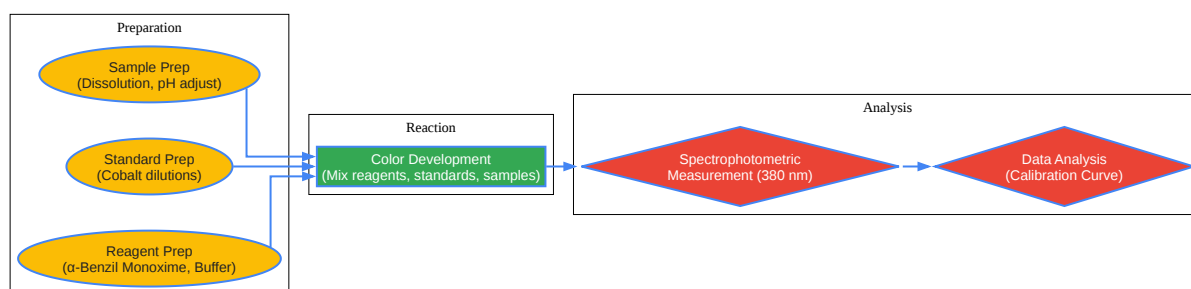 Preparation
Sample Prep
(Dissolution, pH adjust)
Standard Prep
(Cobalt dilutions)
Reagent Prep
(α-Benzil Monoxime, Buffer)
Reaction
Color Development
(Mix reagents, standards, samples)
Analysis
Spectrophotometric
Measurement (380 nm)
Data Analysis
(Calibration Curve)